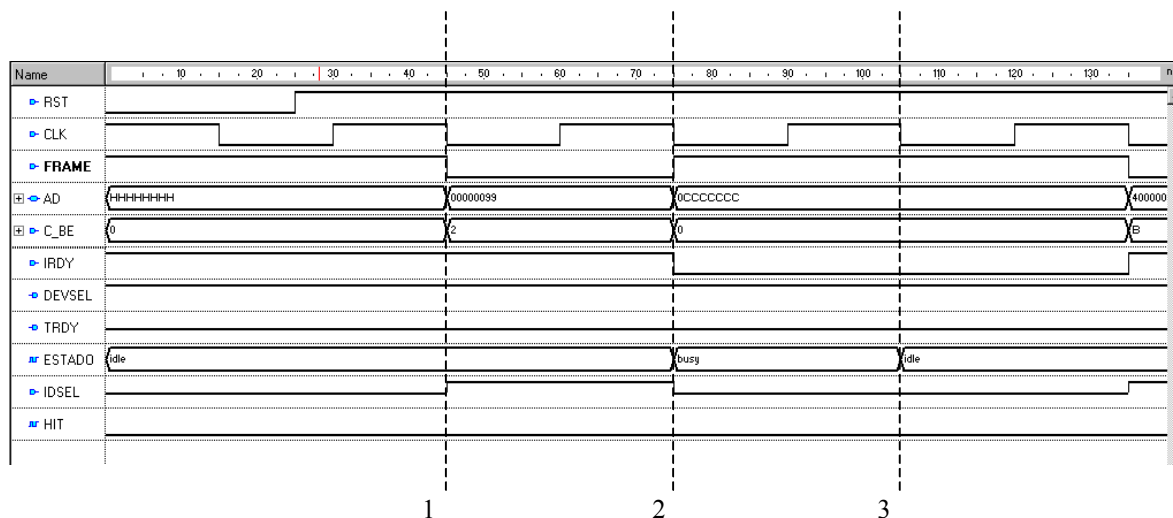 Name 10 20 30 40 50 60 70 80 90 100 110 120 130 n
RST
CLK
FRAME
AD HHHHHHHH 00000099 0CCCCCCC 400000
C_BE 0 2 0 B
IRDY
DEVSEL
TRDY
ESTADO idle busy idle
IDSEL
HIT
1 2 3